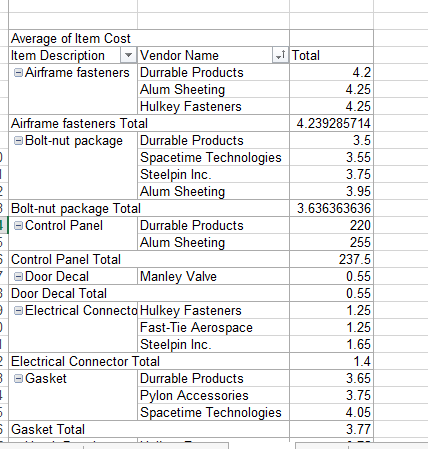 Average of Item Cost
Item Description Vendor Name Total
Airframe fasteners Durrable Products 4.2
Alum Sheeting 4.25
Hulkey Fasteners 4.25
Airframe fasteners Total 4.239285714
Bolt-nut package Durrable Products 3.5
Spacetime Technologies 3.55
Steelpin Inc. 3.75
Alum Sheeting 3.95
Bolt-nut package Total 3.636363636
Control Panel Durrable Products 220
Alum Sheeting 255
Control Panel Total 237.5
Door Decal Manley Valve 0.55
Door Decal Total 0.55
Electrical Connecto Hulkey Fasteners 1.25
Fast-Tie Aerospace 1.25
Steelpin Inc. 1.65
Electrical Connector Total 1.4
Gasket Durrable Products 3.65
Pylon Accessories 3.75
Spacetime Technologies 4.05
Gasket Total 3.77